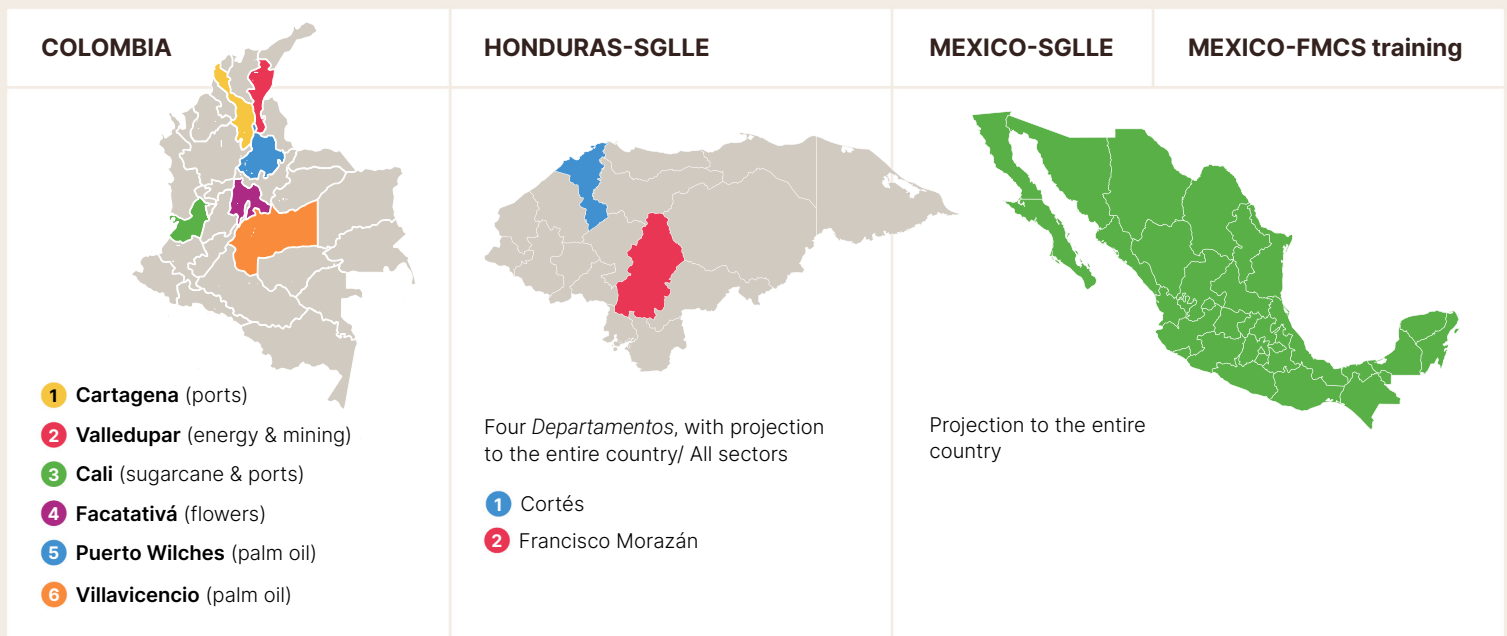 COLOMBIA
1 Cartagena (ports)
2 Valledupar (energy & mining)
3 Cali (sugarcane & ports)
4 Facatativá (flowers)
5 Puerto Wilches (palm oil)
6 Villavicencio (palm oil)
HONDURAS-SGLLE
Four Departamentos, with projection
to the entire country/ All sectors
1 Cortés
2 Francisco Morazán
MEXICO-SGLLE
MEXICO-FMCS training
Projection to the entire
country